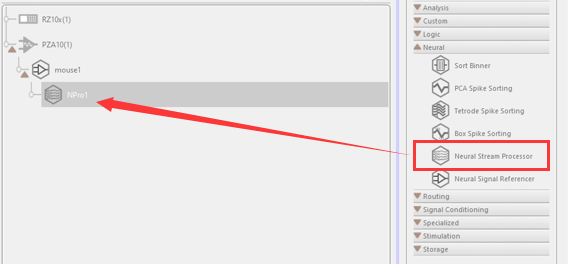 RZ10x(1)
PZA10(1)
mouse1
NPro1
Analysis
Custom
Logic
Neural
Sort Binner
PCA Spike Sorting
Tetrode Spike Sorting
Box Spike Sorting
Neural Stream Processor
Neural Signal Referencer
Routing
Signal Conditioning
Specialized
Stimulation
Storage